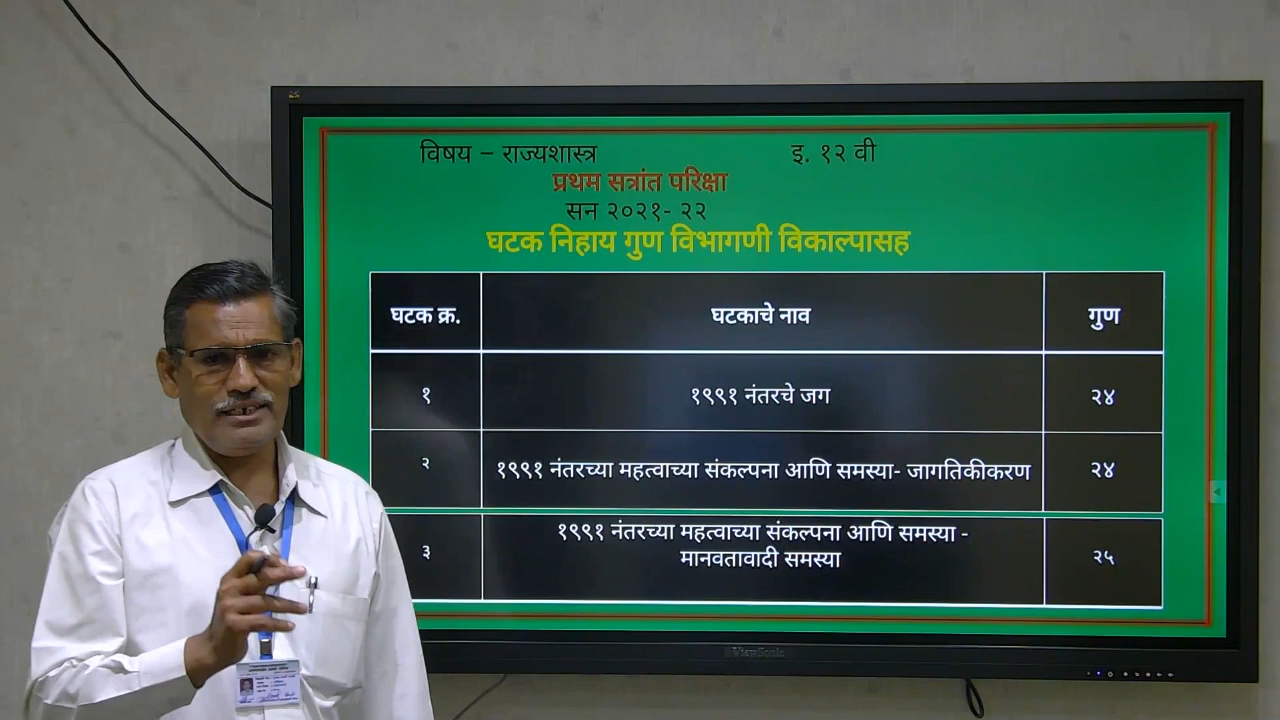 विषय – राज्यशास्त्र इ. १२ वी
प्रथम सत्रांत परिक्षा
सन २०२१- २२
घटक निहाय गुण विभागणी विकाल्पासह
घटक क्र. घटकाचे नाव गुण
१ १९९१ नंतरचे जग २४
२ १९९१ नंतरच्या महत्वाच्या संकल्पना आणि समस्या- जागतिकीकरण २४
३ १९९१ नंतरच्या महत्वाच्या संकल्पना आणि समस्या - २५
मानवतावादी समस्या
ViewSonic